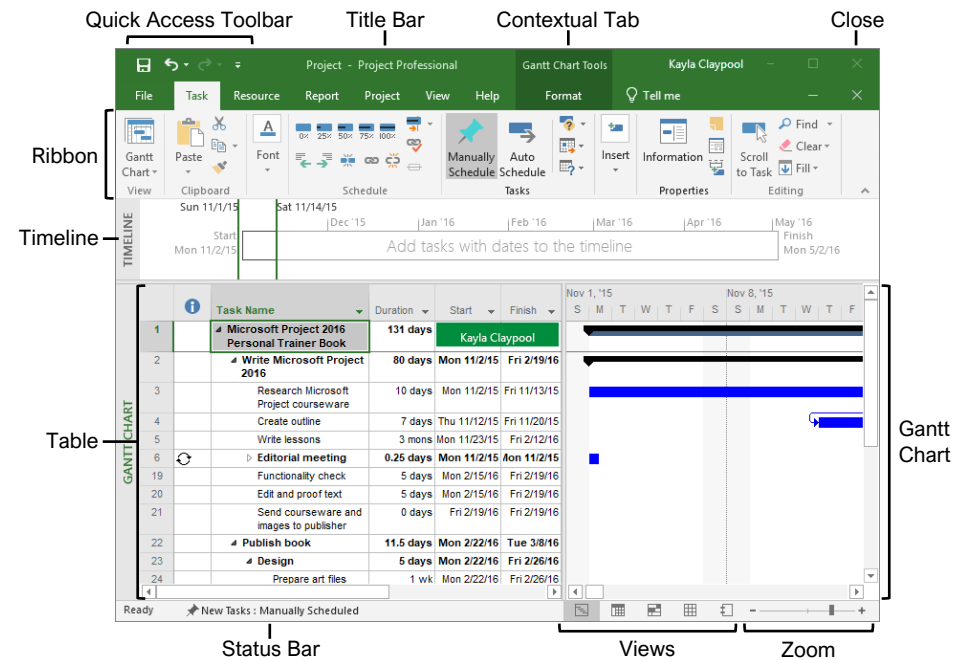 Quick Access Toolbar Title Bar Contextual Tab Close
Project - Project Professional Gantt Chart Tools Kayla Claypool
File Task Resource Report Project View Help Format Tell me
Ribbon
0% 25% 50% 75% 100%
Gantt Chart Paste Font Manually Schedule Auto Schedule Insert Information Scroll to Task Find Clear Fill
View Clipboard Schedule Tasks Properties Editing
Timeline
TIMELINE
Sun 11/1/15 Sat 11/14/15
Dec '15 Jan '16 Feb '16 Mar '16 Apr '16 May '16
Start
Mon 11/2/15
Add tasks with dates to the timeline
Finish
Mon 5/2/16
Table
GANTT CHART
Nov 1, '15 Nov 8, '15
Task Name Duration Start Finish S M T W T F S S M T W T F
1 Microsoft Project 2016 131 days Kayla Claypool
Personal Trainer Book
2 Write Microsoft Project 80 days Mon 11/2/15 Fri 2/19/16
2016
3 Research Microsoft 10 days Mon 11/2/15 Fri 11/13/15
Project courseware
4 Create outline 7 days Thu 11/12/15 Fri 11/20/15
5 Write lessons 3 mons Mon 11/23/15 Fri 2/12/16
6 Editorial meeting 0.25 days Mon 11/2/15 Mon 11/2/15
19 Functionality check 5 days Mon 2/15/16 Fri 2/19/16
20 Edit and proof text 5 days Mon 2/15/16 Fri 2/19/16
21 Send courseware and 0 days Fri 2/19/16 Fri 2/19/16
images to publisher
22 Publish book 11.5 days Mon 2/22/16 Tue 3/8/16
23 Design 5 days Mon 2/22/16 Fri 2/26/16
24 Prepare art files 1 wk Mon 2/22/16 Fri 2/26/16
Gantt
Chart
Ready New Tasks : Manually Scheduled
Status Bar Views Zoom